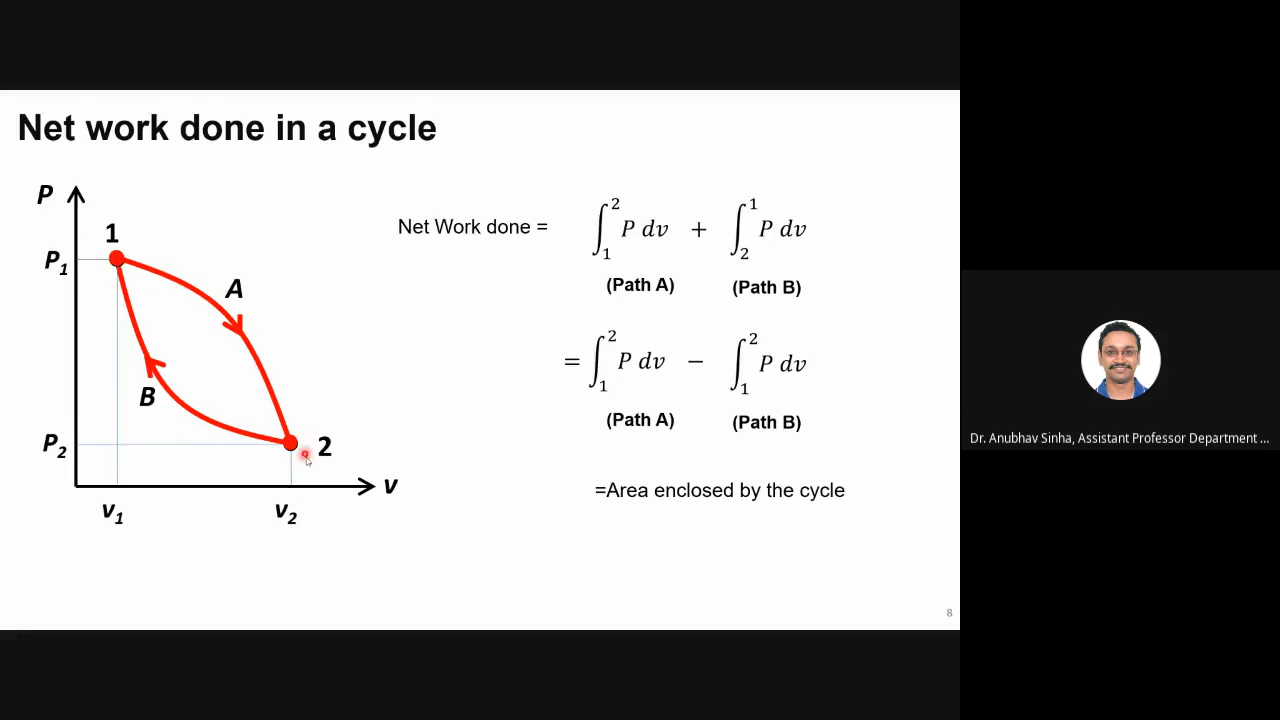 Net work done in a cycle
P
1
P1
A
B
P2
2
v
v1
v2
Net Work done = ∫₁² P dv + ∫₂¹ P dv
(Path A) (Path B)
= ∫₁² P dv − ∫₁² P dv
(Path A) (Path B)
=Area enclosed by the cycle
8
Dr. Anubhav Sinha, Assistant Professor Department ...